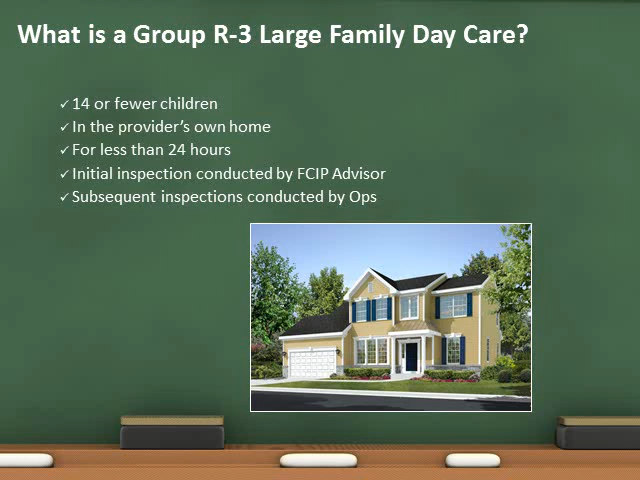 What is a Group R-3 Large Family Day Care?
✓ 14 or fewer children
✓ In the provider's own home
✓ For less than 24 hours
✓ Initial inspection conducted by FCIP Advisor
✓ Subsequent inspections conducted by Ops